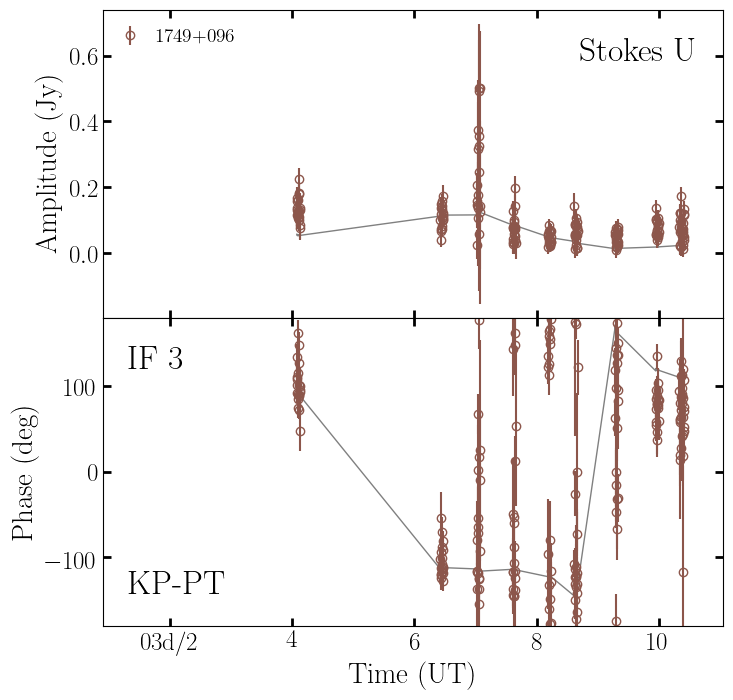 1749+096
Stokes U
Amplitude (Jy)
0.6
0.4
0.2
0.0
IF 3
KP-PT
Phase (deg)
100
0
−100
03d/2 4 6 8 10
Time (UT)